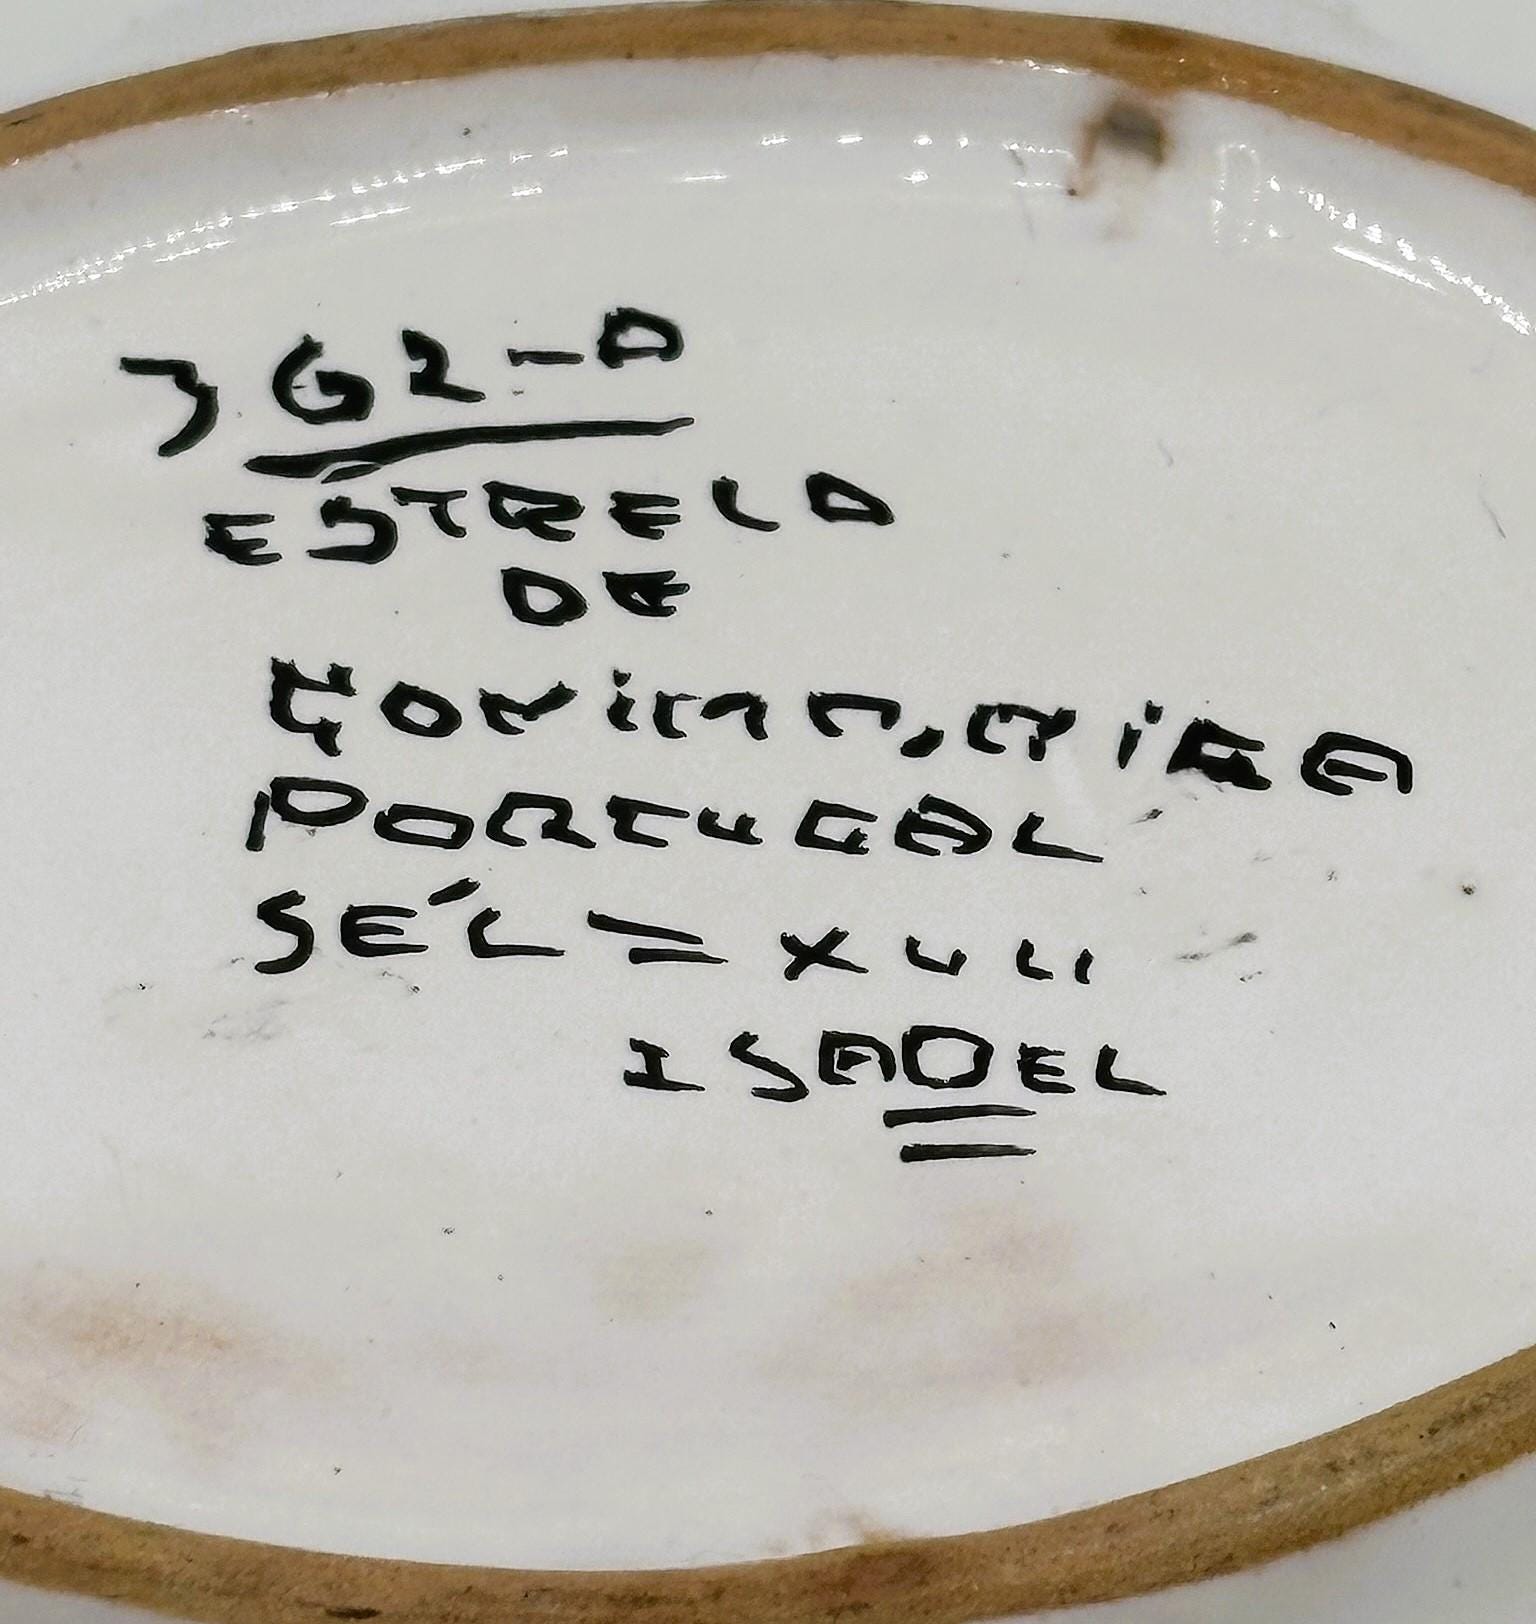 362-A
ESTRELA
DE
CONIMBRIGA
PORTUGAL
SÉC = XVII
ISABEL